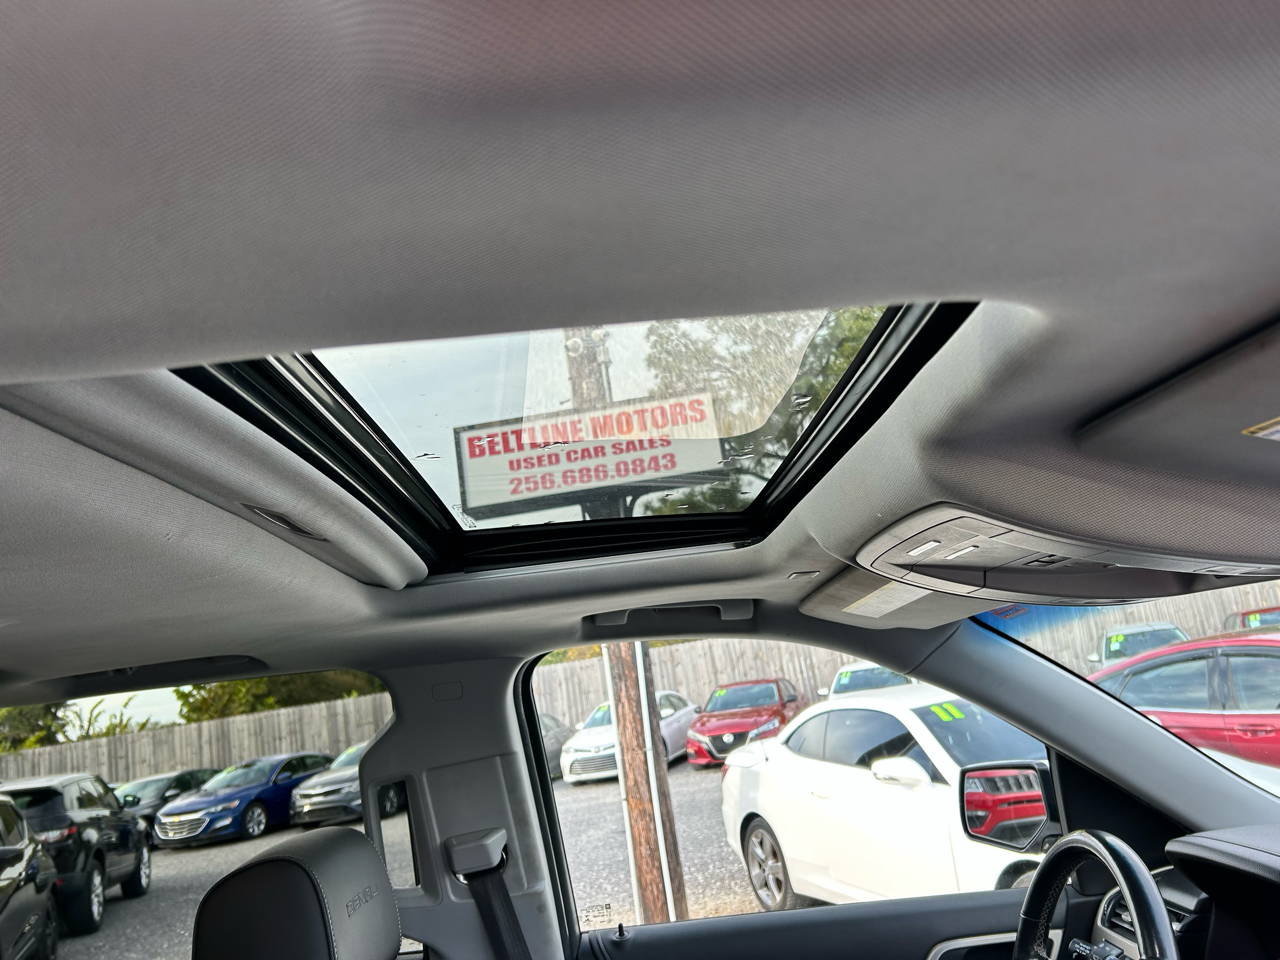 BELTLINE MOTORS
USED CAR SALES
256.686.0843
11
DENALI